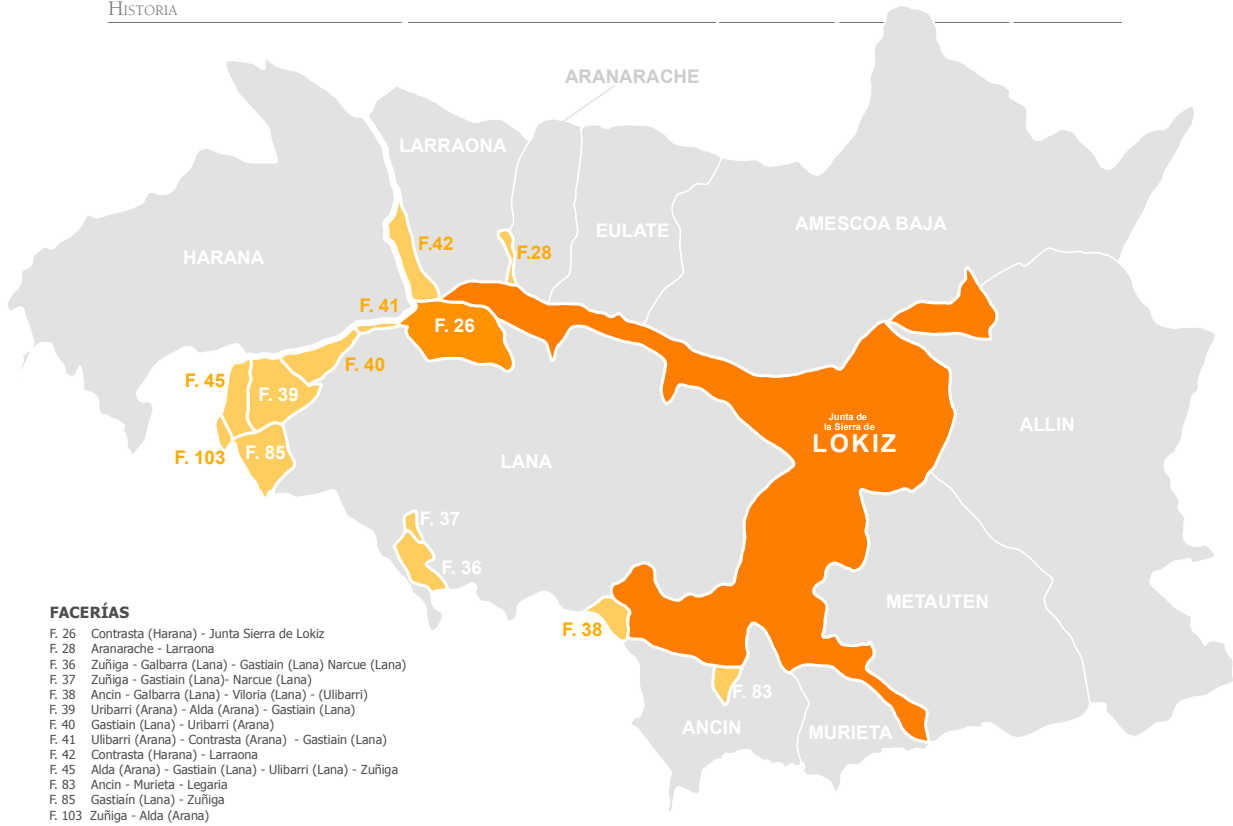 HISTORIA
ARANARACHE
LARRAONA
EULATE
AMESCOA BAJA
HARANA
F.42
F.28
F. 41
F. 26
F. 40
F. 45
F. 39
Junta de
la Sierra de
LOKIZ
ALLIN
F. 103
F. 85
LANA
F. 37
F. 36
METAUTEN
F. 38
F. 83
ANCIN
MURIETA
FACERÍAS
F. 26 Contrasta (Harana) - Junta Sierra de Lokiz
F. 28 Aranarache - Larraona
F. 36 Zuñiga - Galbarra (Lana) - Gastiain (Lana) Narcue (Lana)
F. 37 Zuñiga - Gastiain (Lana)- Narcue (Lana)
F. 38 Ancin - Galbarra (Lana) - Viloria (Lana) - (Ulibarri)
F. 39 Uribarri (Arana) - Alda (Arana) - Gastiain (Lana)
F. 40 Gastiain (Lana) - Uribarri (Arana)
F. 41 Ulibarri (Arana) - Contrasta (Arana) - Gastiain (Lana)
F. 42 Contrasta (Harana) - Larraona
F. 45 Alda (Arana) - Gastiain (Lana) - Ulibarri (Lana) - Zuñiga
F. 83 Ancin - Murieta - Legaria
F. 85 Gastiaín (Lana) - Zuñiga
F. 103 Zuñiga - Alda (Arana)